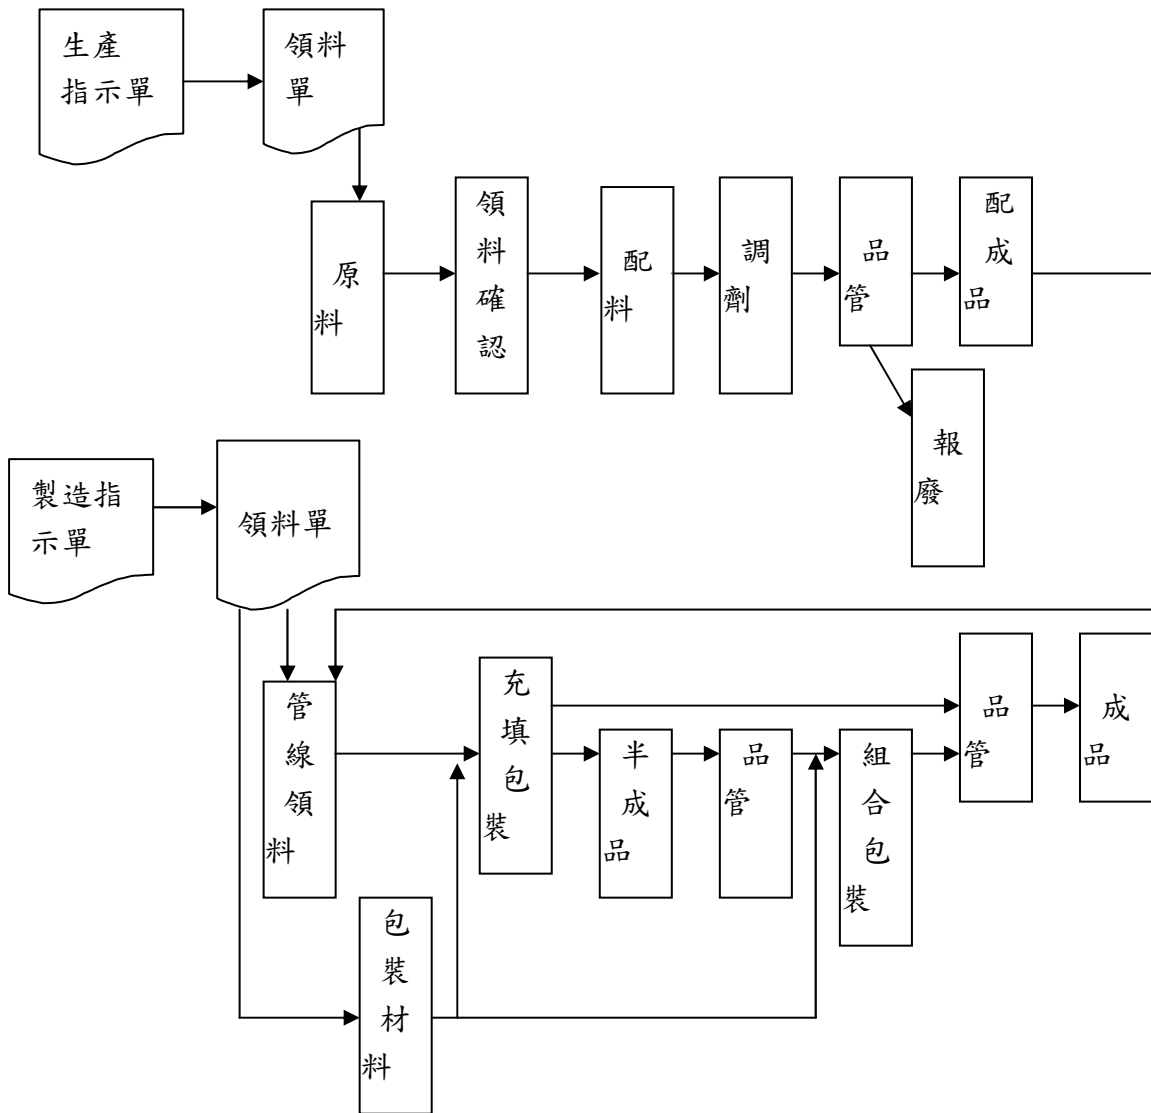 生產
指示單
領料
單
原
料
領
料
確
認
配
料
調
劑
品
管
配
成
品
報
廢
製造指
示單
領料單
管
線
領
料
充
填
包
裝
半
成
品
品
管
組
合
包
裝
品
管
成
品
包
裝
材
料